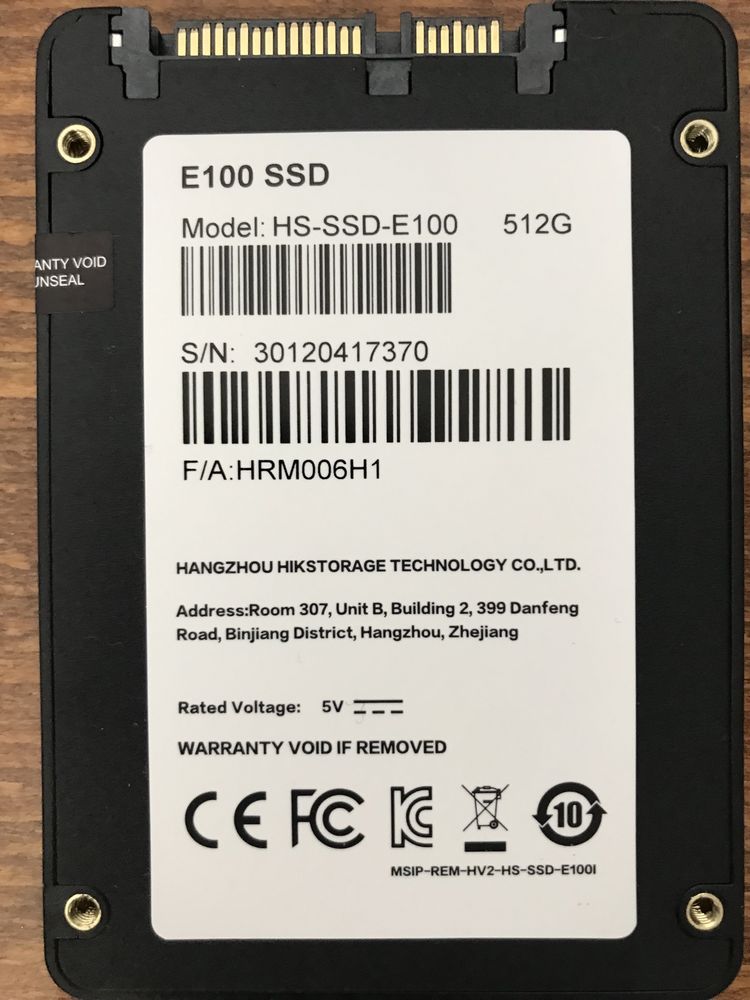 E100 SSD
Model: HS-SSD-E100 512G
ANTY VOID
UNSEAL
S/N: 30120417370
F/A:HRM006H1
HANGZHOU HIKSTORAGE TECHNOLOGY CO.,LTD.
Address:Room 307, Unit B, Building 2, 399 Danfeng
Road, Binjiang District, Hangzhou, Zhejiang
Rated Voltage: 5V
WARRANTY VOID IF REMOVED
CE FC KC 10
MSIP-REM-HV2-HS-SSD-E100I